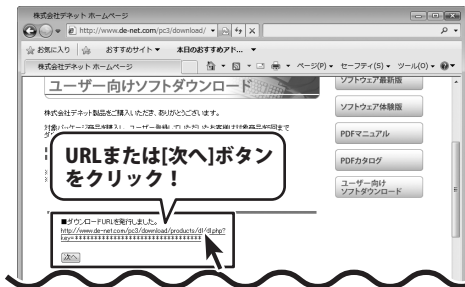 株式会社デネット ホームページ
http://www.de-net.com/pc3/download/
お気に入り おすすめサイト ▼ 本日のおすすめアド... ▼
株式会社デネット ホームページ
ページ(P) ▼ セーフティ(S) ▼ ツール(O) ▼
ユーザー向けソフトダウンロード
ソフトウェア最新版
ソフトウェア体験版
PDFマニュアル
PDFカタログ
ユーザー向け
ソフトダウンロード
株式会社デネット製品をご購入いただき、ありがとうございます。
URLまたは[次へ]ボタン
をクリック！
■ダウンロードURLを発行しました。
http://www.de-net.com/pc3/download/products/dl/dl.php?
次へ